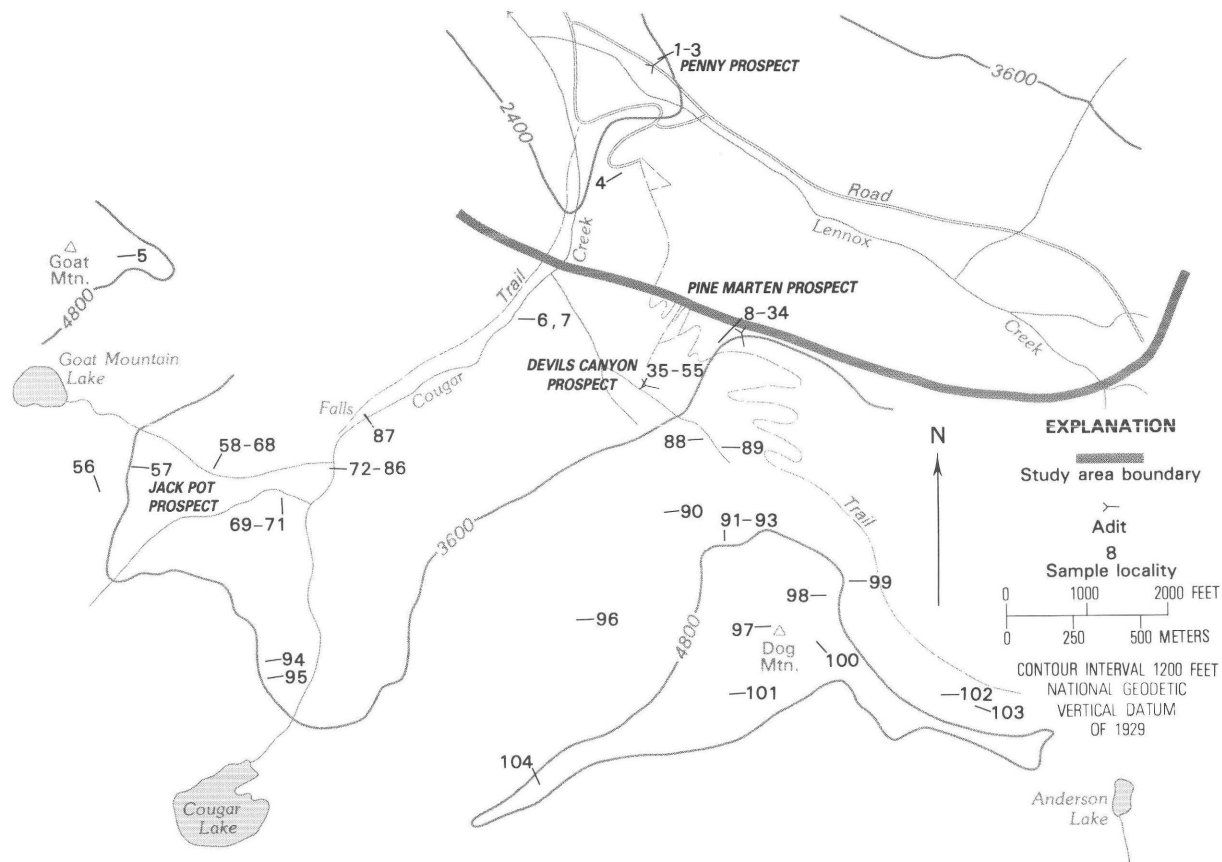 1-3
PENNY PROSPECT
3600
2400
4
Road
Lennox
Creek
Creek
Trail
5
Goat
Mtn.
4800
PINE MARTEN PROSPECT
8-34
6,7
Goat Mountain
Lake
DEVILS CANYON
PROSPECT
35-55
Falls
Cougar
87
EXPLANATION
Study area boundary
Adit
8
Sample locality
0 1000 2000 FEET
0 250 500 METERS
CONTOUR INTERVAL 1200 FEET
NATIONAL GEODETIC
VERTICAL DATUM
OF 1929
N
58-68
88
89
56
57
72-86
JACK POT
PROSPECT
69-71
90
91-93
Trail
3600
99
98
96
97
4800
Dog
Mtn.
100
94
95
101
102
103
104
Cougar
Lake
Anderson
Lake